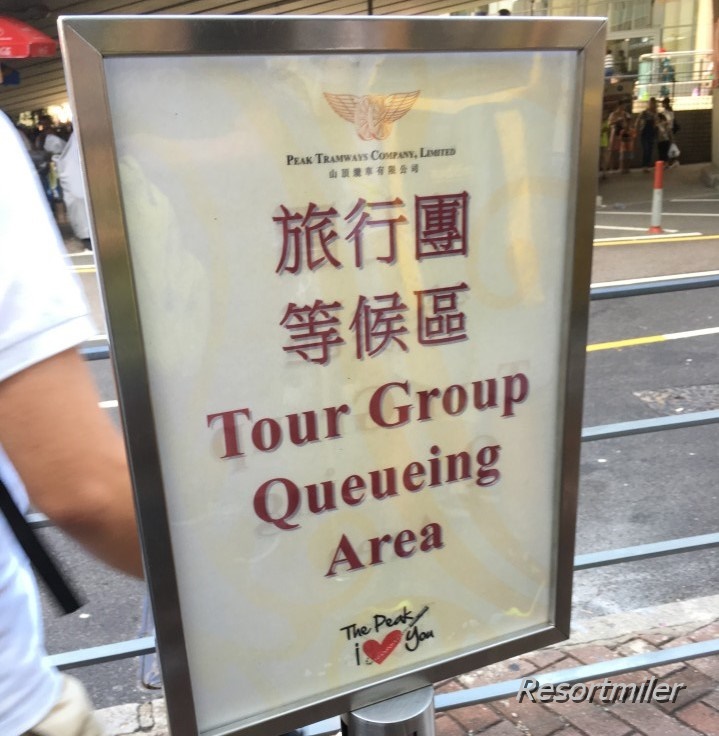 PEAK TRAMWAYS COMPANY, LIMITED
山頂纜車有限公司
旅行團
等候區
Tour Group
Queueing
Area
The Peak
i You
Resortmiler